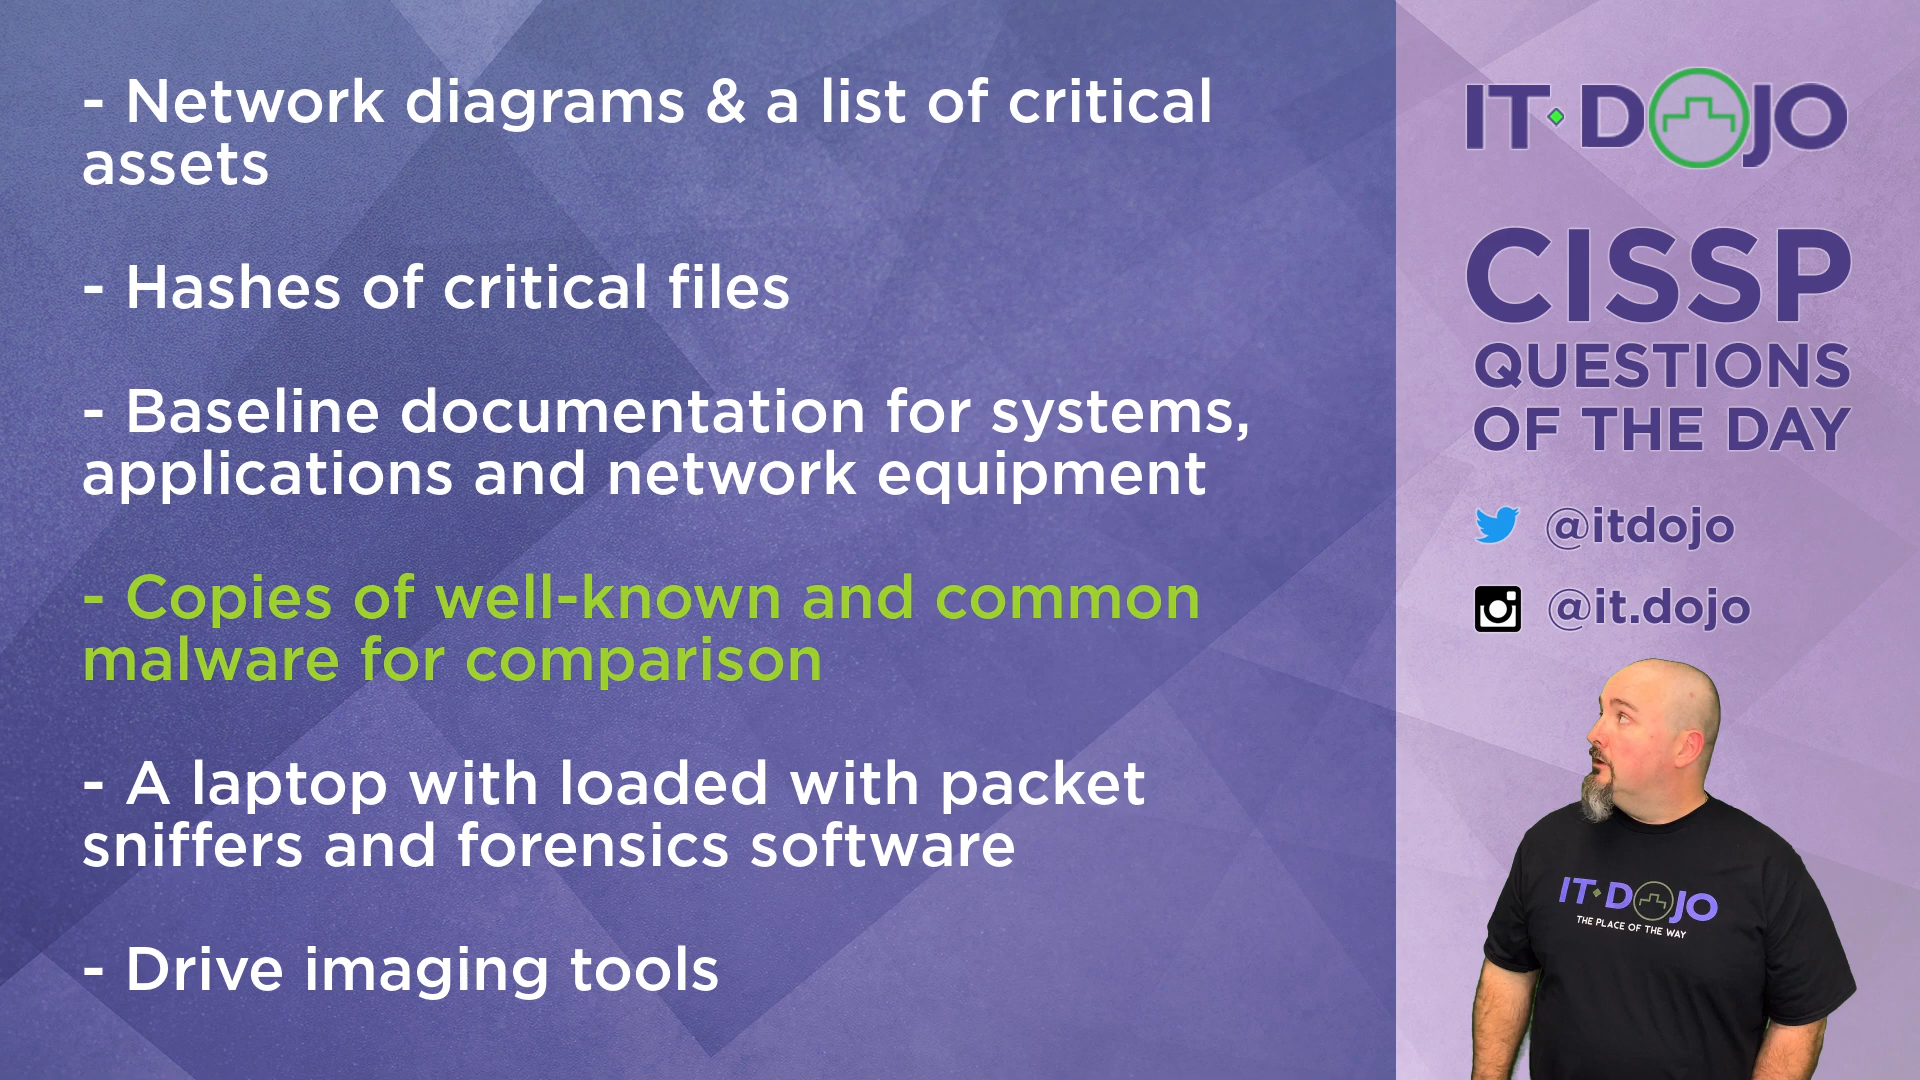 - Network diagrams & a list of critical
assets
- Hashes of critical files
- Baseline documentation for systems,
applications and network equipment
- Copies of well-known and common
malware for comparison
- A laptop with loaded with packet
sniffers and forensics software
- Drive imaging tools
IT DOJO
CISSP
QUESTIONS
OF THE DAY
@itdojo
@it.dojo
IT DOJO
THE PLACE OF THE WAY